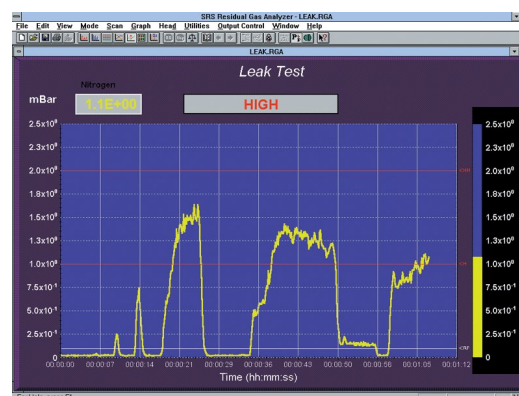 SRS Residual Gas Analyzer - LEAK.RGA
File Edit View Mode Scan Graph Head Utilities Output Control Window Help
LEAK.RGA
Leak Test
Nitrogen
mBar
1.1E+00
HIGH
2.5x10⁰ 2.5x10⁰
2.3x10⁰ 2.3x10⁰
2.0x10⁰ 2.0x10⁰
1.8x10⁰ 1.8x10⁰
1.5x10⁰ 1.5x10⁰
1.3x10⁰ 1.3x10⁰
1.0x10⁰ 1.0x10⁰
7.5x10⁻¹ 7.5x10⁻¹
5.0x10⁻¹ 5.0x10⁻¹
2.5x10⁻¹ 2.5x10⁻¹
0 0
00:00:00 00:00:07 00:00:14 00:00:21 00:00:29 00:00:36 00:00:43 00:00:50 00:00:56 00:01:05 00:01:12
Time (hh:mm:ss)